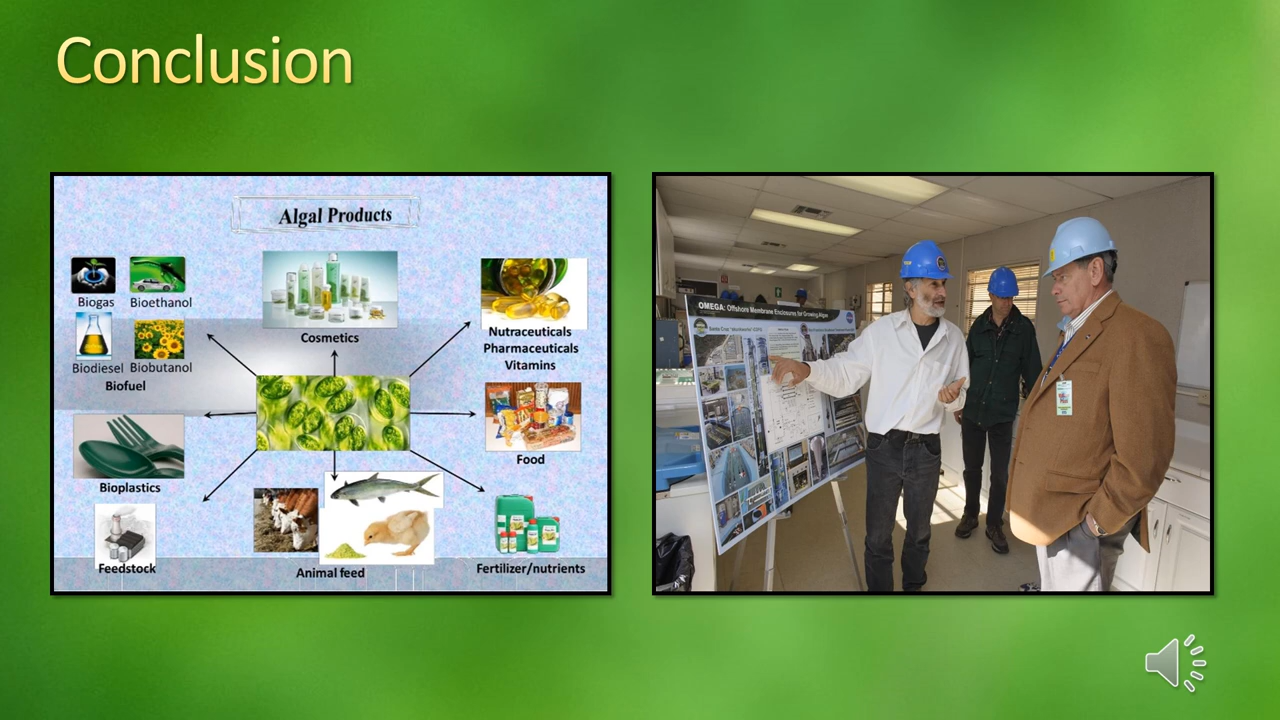 Conclusion
Algal Products
Biogas
Bioethanol
Cosmetics
Nutraceuticals
Pharmaceuticals
Vitamins
Biodiesel
Biobutanol
Biofuel
Bioplastics
Food
Feedstock
Animal feed
Fertilizer/nutrients
OMEGA: Offshore Membrane Enclosures for Growing Algae